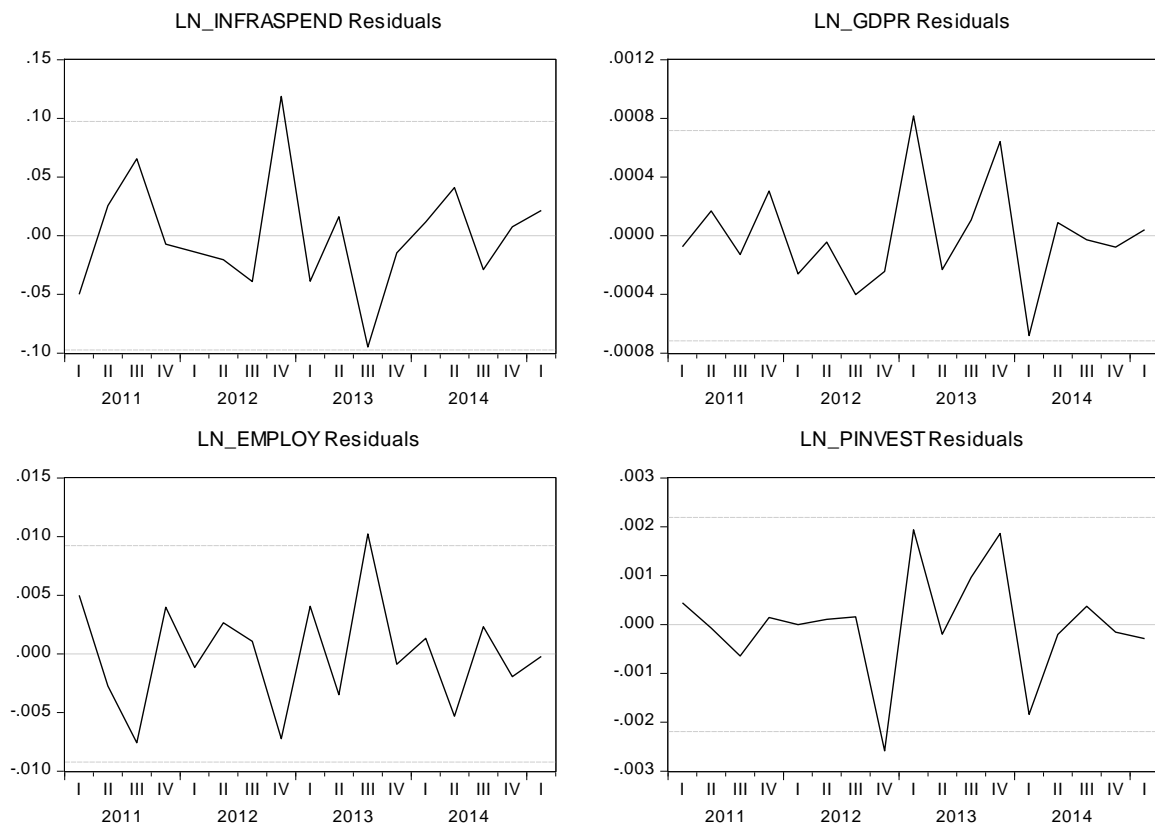 LN_INFRASPEND Residuals
.15
.10
.05
.00
-.05
-.10
I II III IV I II III IV I II III IV I II III IV I
2011 2012 2013 2014
LN_GDPR Residuals
.0012
.0008
.0004
.0000
-.0004
-.0008
I II III IV I II III IV I II III IV I II III IV I
2011 2012 2013 2014
LN_EMPLOY Residuals
.015
.010
.005
.000
-.005
-.010
I II III IV I II III IV I II III IV I II III IV I
2011 2012 2013 2014
LN_PINVEST Residuals
.003
.002
.001
.000
-.001
-.002
-.003
I II III IV I II III IV I II III IV I II III IV I
2011 2012 2013 2014